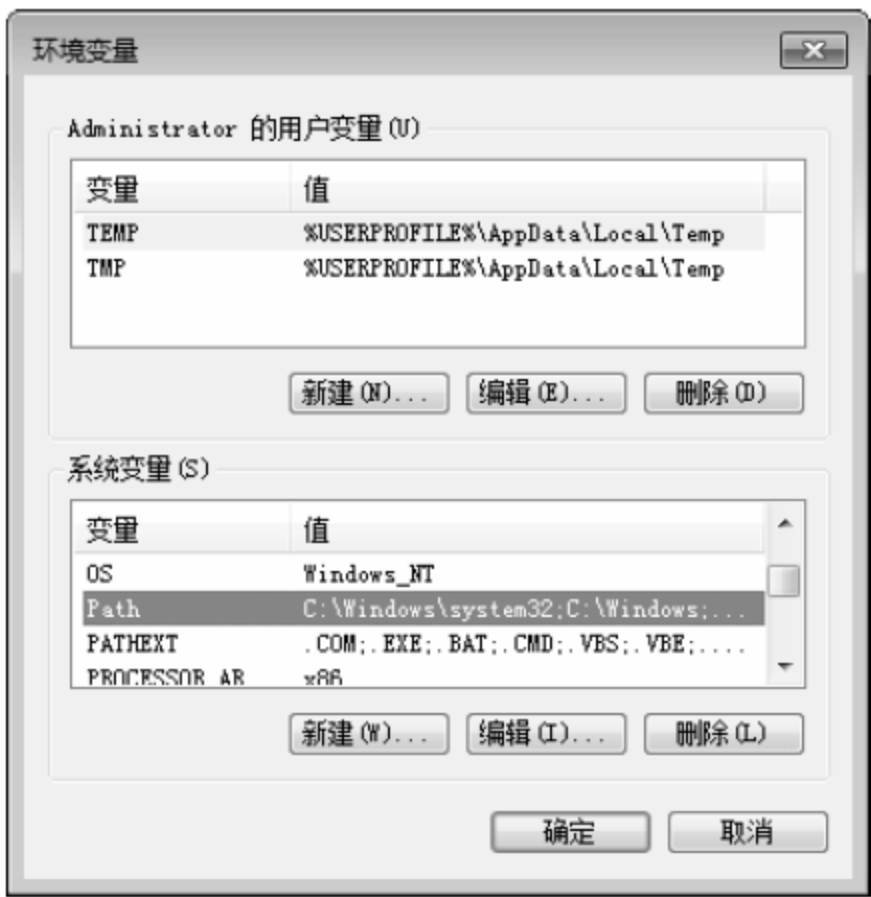 环境变量
Administrator 的用户变量(U)
变量 值
TEMP %USERPROFILE%\AppData\Local\Temp
TMP %USERPROFILE%\AppData\Local\Temp
新建(N)... 编辑(E)... 删除(D)
系统变量(S)
变量 值
OS Windows_NT
Path C:\Windows\system32;C:\Windows;...
PATHEXT .COM;.EXE;.BAT;.CMD;.VBS;.VBE;....
PROCESSOR_AR x86
新建(W)... 编辑(I)... 删除(L)
确定 取消